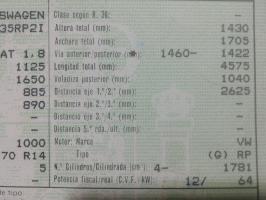 SWAGEN Clase según R. 36:
35RP2I Altura total (mm): 1430
Anchura total (mm): 1705
AT 1,8 Vía anterior/posterior (mm): 1460- 1422
1125 Longitud total (mm): 4575
1650 Voladizo posterior (mm): 1040
885 Distancia eje 1.º/2.º (mm): 2625
890 Distancia eje 2.º/3.º (mm):
Distancia eje 3.º/4.º (mm):
Distancia 5.ª rda./ult. (mm):
1000 Motor: Marca VW
70 R14 Tipo (G) RP
5 N.º Cilindros/Cilindrada (cm³): 4- 1781
Potencia fiscal/real (C.V.F./kW): 12/ 64
de tipo